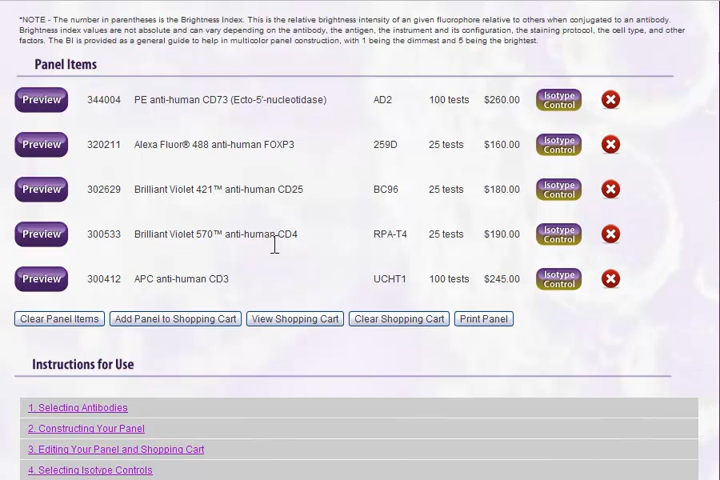 *NOTE - The number in parentheses is the Brightness Index. This is the relative brightness intensity of an given fluorophore relative to others when conjugated to an antibody.
Brightness index values are not absolute and can vary depending on the antibody, the antigen, the instrument and its configuration, the staining protocol, the cell type, and other
factors. The BI is provided as a general guide to help in multicolor panel construction, with 1 being the dimmest and 5 being the brightest.
Panel Items
Preview 344004 PE anti-human CD73 (Ecto-5'-nucleotidase) AD2 100 tests $260.00 Isotype Control
Preview 320211 Alexa Fluor® 488 anti-human FOXP3 259D 25 tests $160.00 Isotype Control
Preview 302629 Brilliant Violet 421™ anti-human CD25 BC96 25 tests $180.00 Isotype Control
Preview 300533 Brilliant Violet 570™ anti-human CD4 RPA-T4 25 tests $190.00 Isotype Control
Preview 300412 APC anti-human CD3 UCHT1 100 tests $245.00 Isotype Control
Clear Panel Items Add Panel to Shopping Cart View Shopping Cart Clear Shopping Cart Print Panel
Instructions for Use
1. Selecting Antibodies
2. Constructing Your Panel
3. Editing Your Panel and Shopping Cart
4. Selecting Isotype Controls